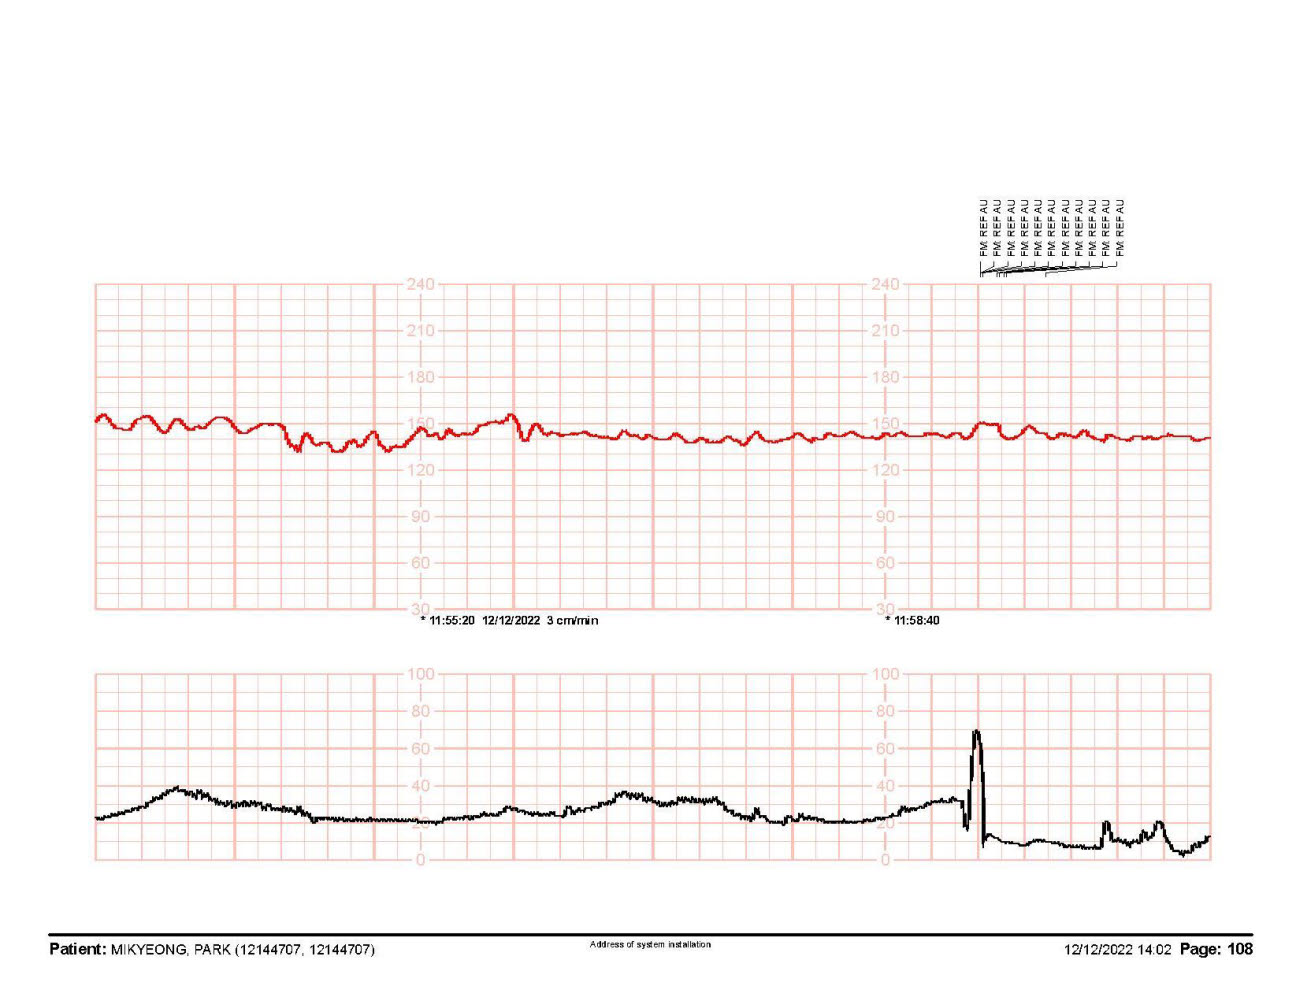 FM: REF AU
FM: REF AU
FM: REF AU
FM: REF AU
FM: REF AU
FM: REF AU
FM: REF AU
FM: REF AU
FM: REF AU
FM: REF AU
FM: REF AU
240 240
210 210
180 180
150 150
120 120
90 90
60 60
30 30
* 11:55:20 12/12/2022 3 cm/min * 11:58:40
100 100
80 80
60 60
40 40
20 20
0 0
Patient: MIKYEONG, PARK (12144707, 12144707) Address of system installation 12/12/2022 14:02 Page: 108